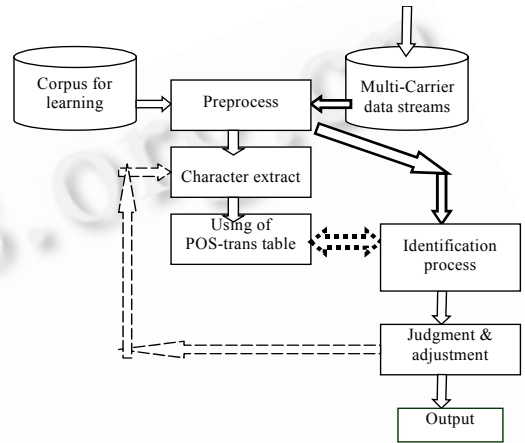 Corpus for
learning
Preprocess
Multi-Carrier
data streams
Character extract
Using of
POS-trans table
Identification
process
Judgment &
adjustment
Output